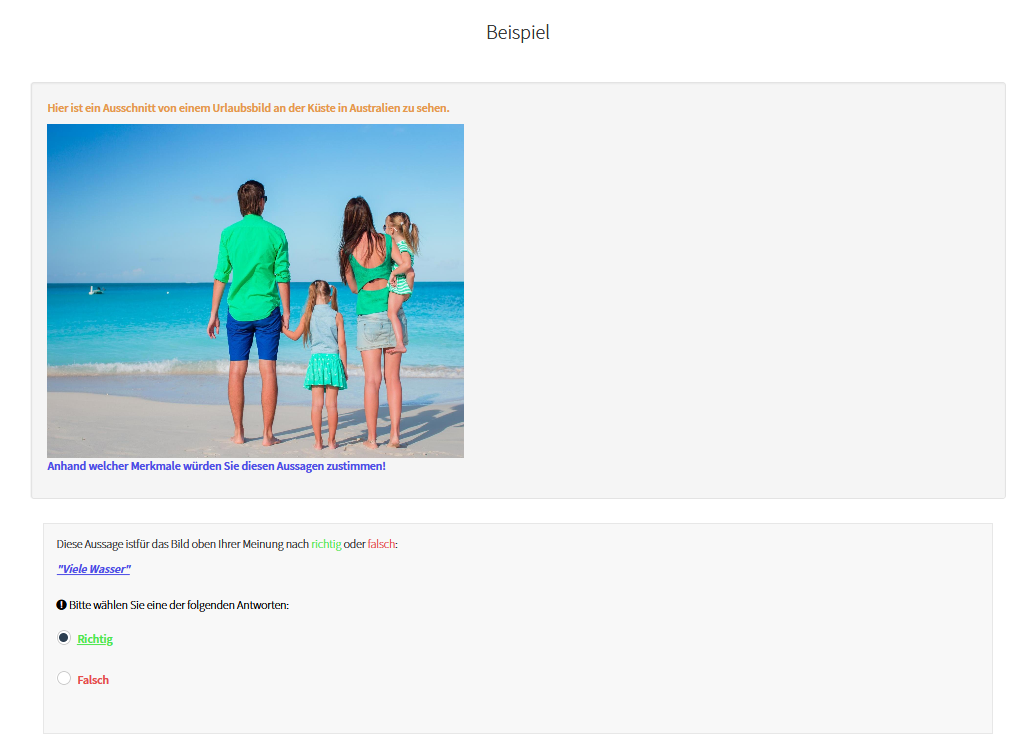 Beispiel
Hier ist ein Ausschnitt von einem Urlaubsbild an der Küste in Australien zu sehen.
Anhand welcher Merkmale würden Sie diesen Aussagen zustimmen!
Diese Aussage istfür das Bild oben Ihrer Meinung nach richtig oder falsch:
"Viele Wasser"
Bitte wählen Sie eine der folgenden Antworten:
Richtig
Falsch